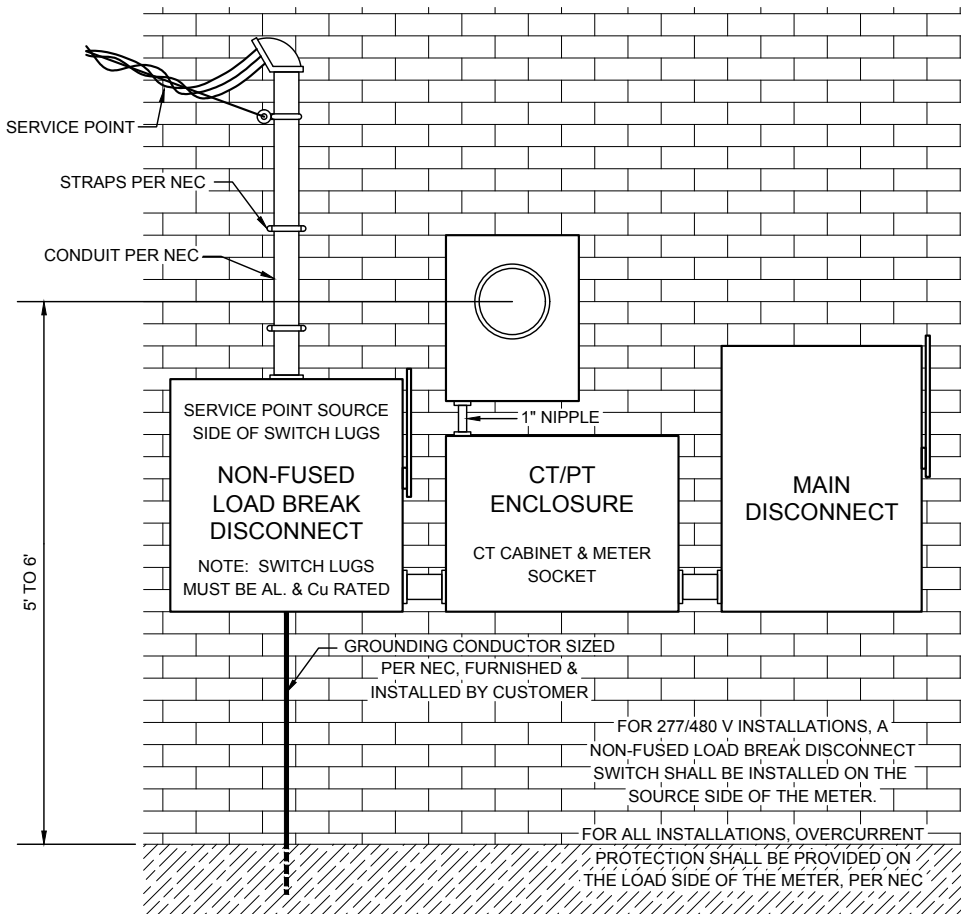 SERVICE POINT
STRAPS PER NEC
CONDUIT PER NEC
5' TO 6'
SERVICE POINT SOURCE
SIDE OF SWITCH LUGS
NON-FUSED
LOAD BREAK
DISCONNECT
NOTE: SWITCH LUGS
MUST BE AL. & Cu RATED
1" NIPPLE
CT/PT
ENCLOSURE
CT CABINET & METER
SOCKET
MAIN
DISCONNECT
GROUNDING CONDUCTOR SIZED
PER NEC, FURNISHED &
INSTALLED BY CUSTOMER
FOR 277/480 V INSTALLATIONS, A
NON-FUSED LOAD BREAK DISCONNECT
SWITCH SHALL BE INSTALLED ON THE
SOURCE SIDE OF THE METER.
FOR ALL INSTALLATIONS, OVERCURRENT
PROTECTION SHALL BE PROVIDED ON
THE LOAD SIDE OF THE METER, PER NEC